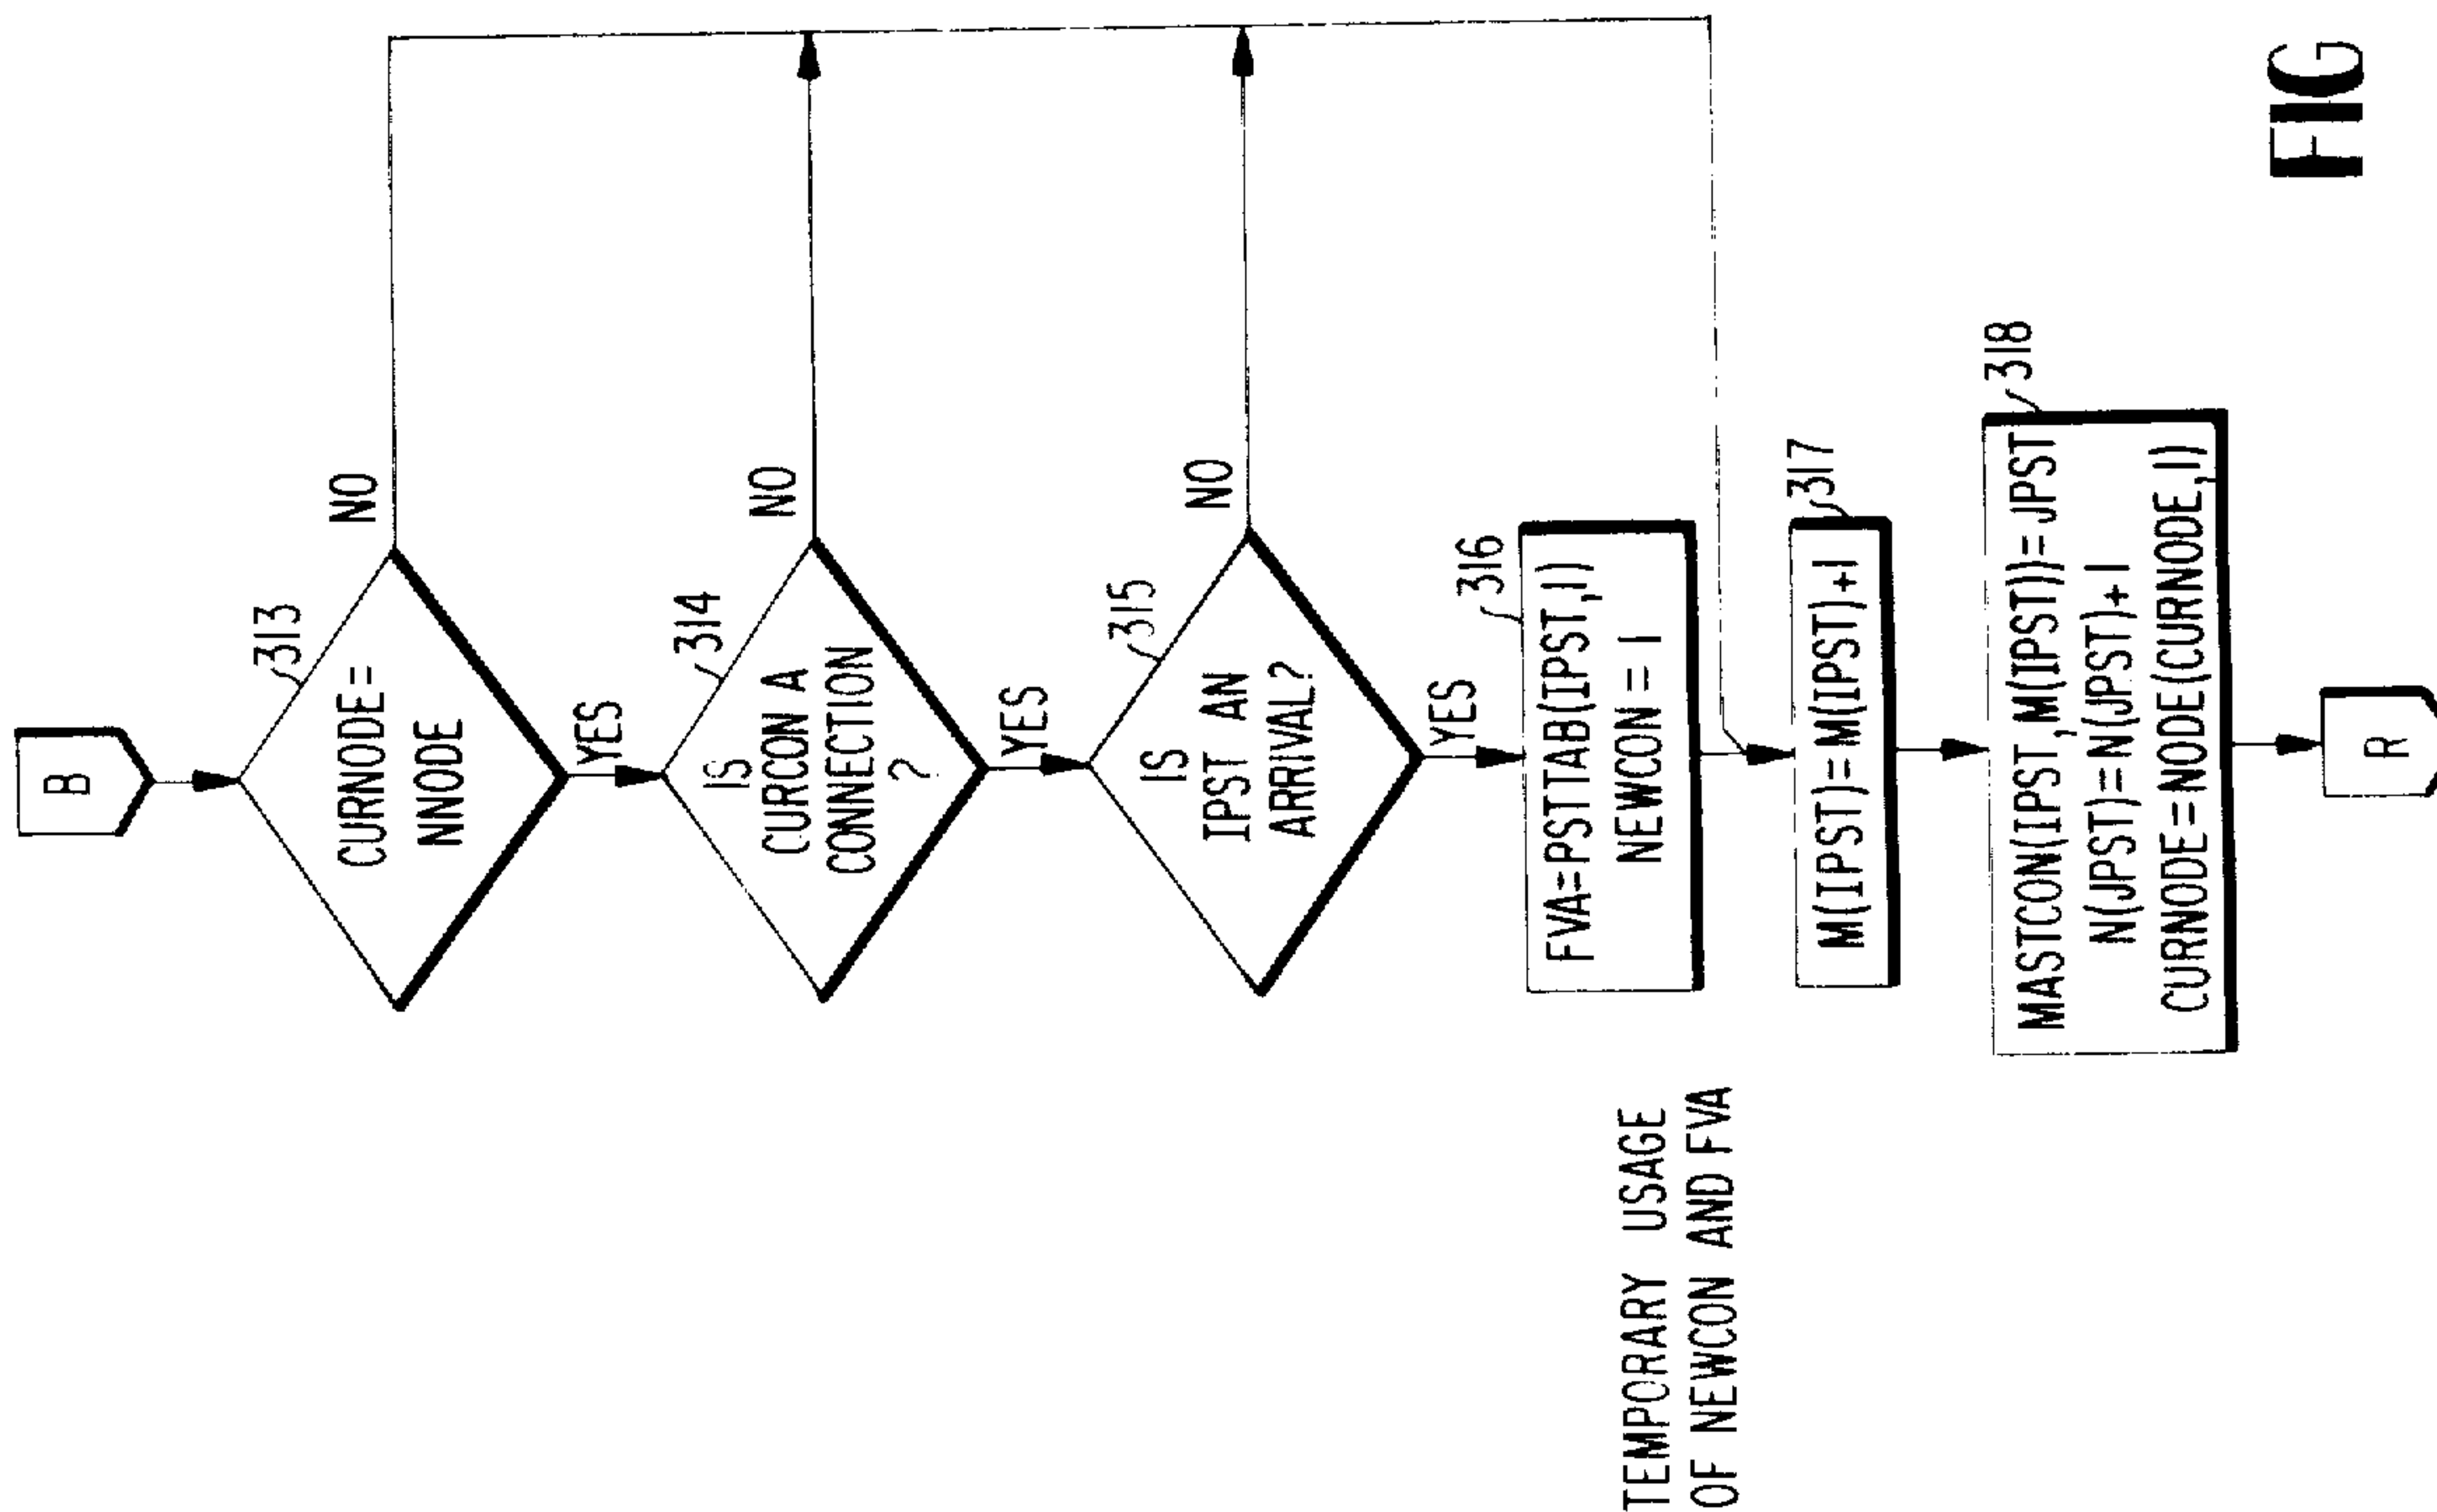 B
313
CURNODE=
NNODE
NO
YES
314
IS
CURCON A
CONNECTION
?
NO
YES
315
IS
IPST AN
ARRIVAL?
NO
YES
316
FVA=PSTTAB(IPST,1)
NEWCON = 1
TEMPORARY USAGE
OF NEWCON AND FVA
317
M(IPST)=M(IPST)+1
318
MASTCON(IPST,M(IPST))=JPST
N(JPST)=N(JPST)+1
CURNODE=NODE(CURNODE,1)
R
FIG